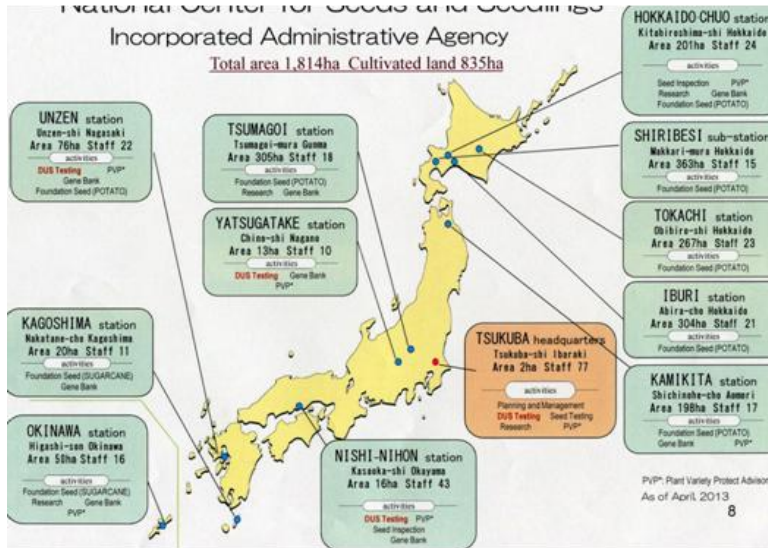 National Center for Seeds and Seedlings
Incorporated Administrative Agency
Total area 1,814ha Cultivated land 835ha
HOKKAIDO-CHUO station
Kitahiroshima-shi Hokkaido
Area 201ha Staff 24
activities
Seed Inspection PVP*
Research Gene Bank
Foundation Seed (POTATO)
UNZEN station
Unzen-shi Nagasaki
Area 76ha Staff 22
activities
DUS Testing PVP*
Gene Bank
Foundation Seed (POTATO)
TSUMAGOI station
Tsumagoi-mura Gunma
Area 305ha Staff 18
activities
Foundation Seed (POTATO)
Research Gene Bank
SHIRIBESI sub-station
Makkari-mura Hokkaido
Area 363ha Staff 15
activities
Foundation Seed (POTATO)
YATSUGATAKE station
Chino-shi Nagano
Area 13ha Staff 10
activities
DUS Testing Gene Bank
PVP*
TOKACHI station
Obihiro-shi Hokkaido
Area 267ha Staff 23
activities
Foundation Seed (POTATO)
IBURI station
Abira-cho Hokkaido
Area 304ha Staff 21
activities
Foundation Seed (POTATO)
KAGOSHIMA station
Nakatane-cho Kagoshima
Area 20ha Staff 11
activities
Foundation Seed (SUGARCANE)
Gene Bank
TSUKUBA headquarters
Tsukuba-shi Ibaraki
Area 2ha Staff 77
activities
Planning and Management
DUS Testing Seed Testing
Research PVP*
KAMIKITA station
Shichinohe-cho Aomori
Area 198ha Staff 17
activities
Foundation Seed (POTATO)
Gene Bank PVP*
OKINAWA station
Higashi-son Okinawa
Area 50ha Staff 16
activities
Foundation Seed (SUGARCANE)
Research Gene Bank
PVP*
NISHI-NIHON station
Kasaoka-shi Okayama
Area 16ha Staff 43
activities
DUS Testing PVP*
Seed Inspection
Gene Bank
PVP*: Plant Variety Protect Advisor
As of April 2013
8